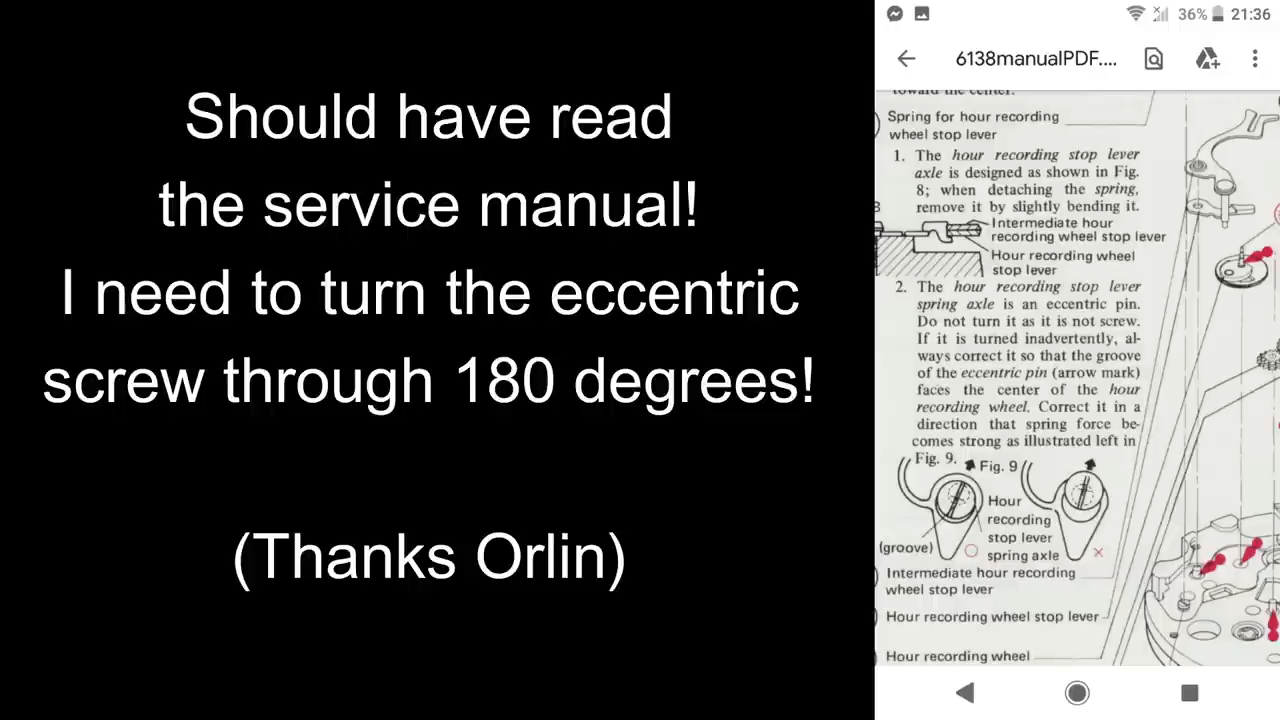 Should have read
the service manual!
I need to turn the eccentric
screw through 180 degrees!
(Thanks Orlin)
36% 21:36
6138manualPDF....
toward the center.
Spring for hour recording
wheel stop lever
1. The hour recording stop lever
axle is designed as shown in Fig.
8; when detaching the spring,
remove it by slightly bending it.
8
Intermediate hour
recording wheel stop lever
Hour recording wheel
stop lever
2. The hour recording stop lever
spring axle is an eccentric pin.
Do not turn it as it is not screw.
If it is turned inadvertently, al-
ways correct it so that the groove
of the eccentric pin (arrow mark)
faces the center of the hour
recording wheel. Correct it in a
direction that spring force be-
comes strong as illustrated left in
Fig. 9.
Fig. 9
Hour
recording
stop lever
spring axle
(groove)
Intermediate hour recording
wheel stop lever
Hour recording wheel stop lever
Hour recording wheel